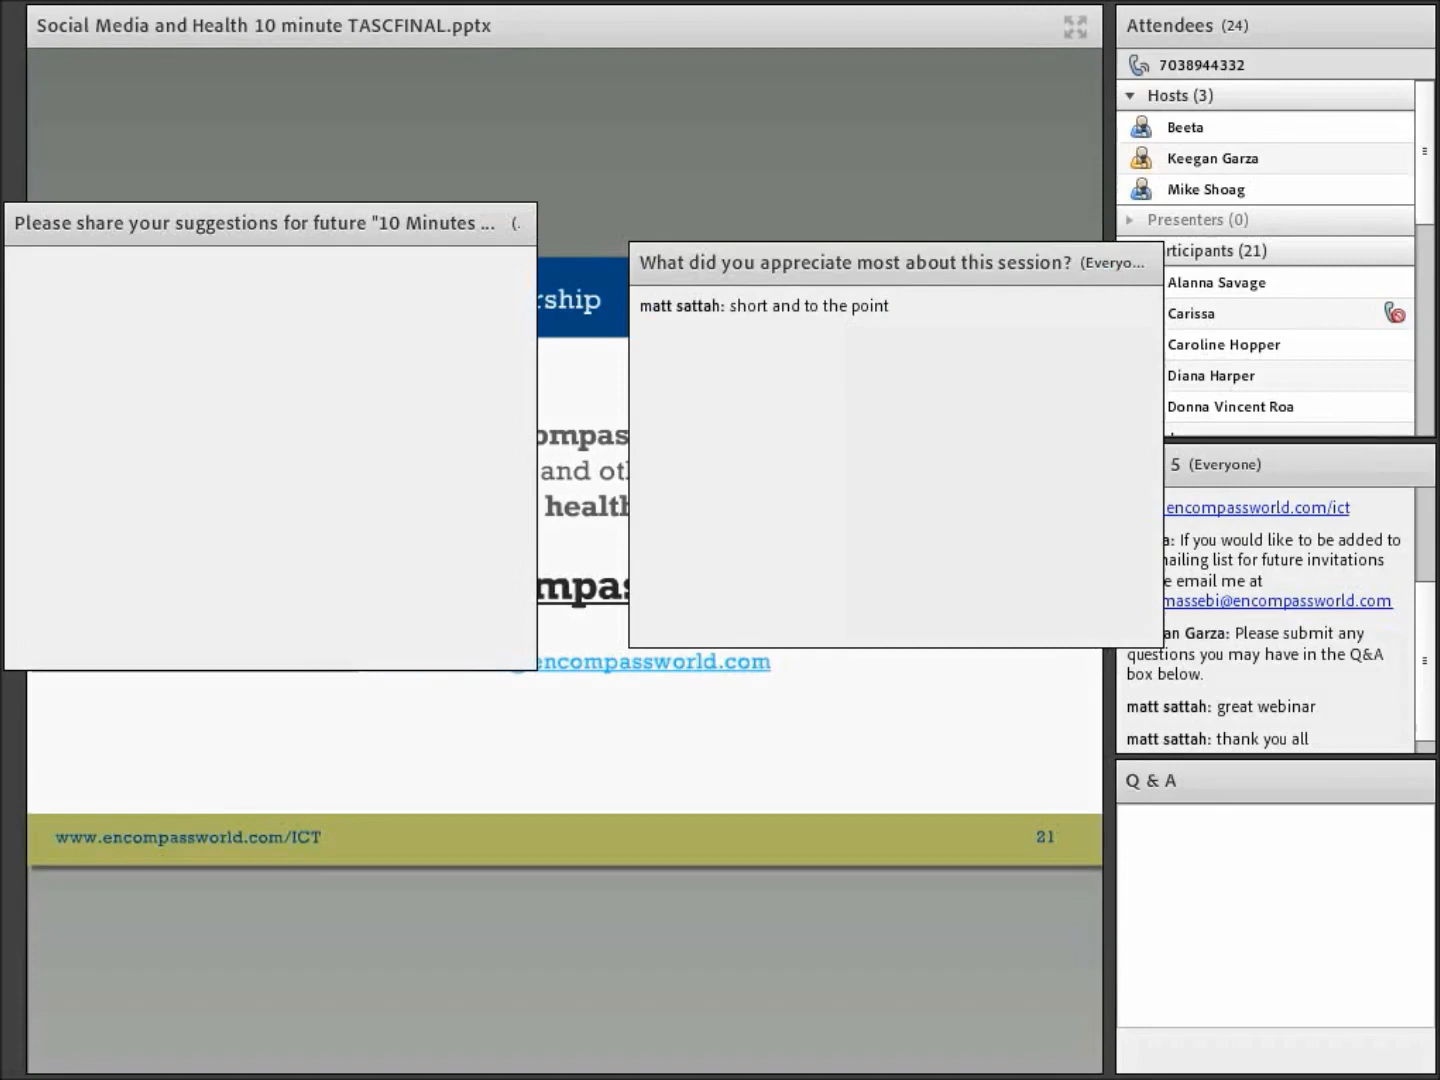 Social Media and Health 10 minute TASCFINAL.pptx
Please share your suggestions for future "10 Minutes ... (.
rship
ompas
and otl
health
mpas
encompassworld.com
www.encompassworld.com/ICT
21
What did you appreciate most about this session? (Everyo...
matt sattah: short and to the point
Attendees (24)
7038944332
Hosts (3)
Beeta
Keegan Garza
Mike Shoag
Presenters (0)
rticipants (21)
Alanna Savage
Carissa
Caroline Hopper
Diana Harper
Donna Vincent Roa
5 (Everyone)
encompassworld.com/ict
a: If you would like to be added to
ailing list for future invitations
e email me at
massebi@encompassworld.com
an Garza: Please submit any
questions you may have in the Q&A
box below.
matt sattah: great webinar
matt sattah: thank you all
Q & A